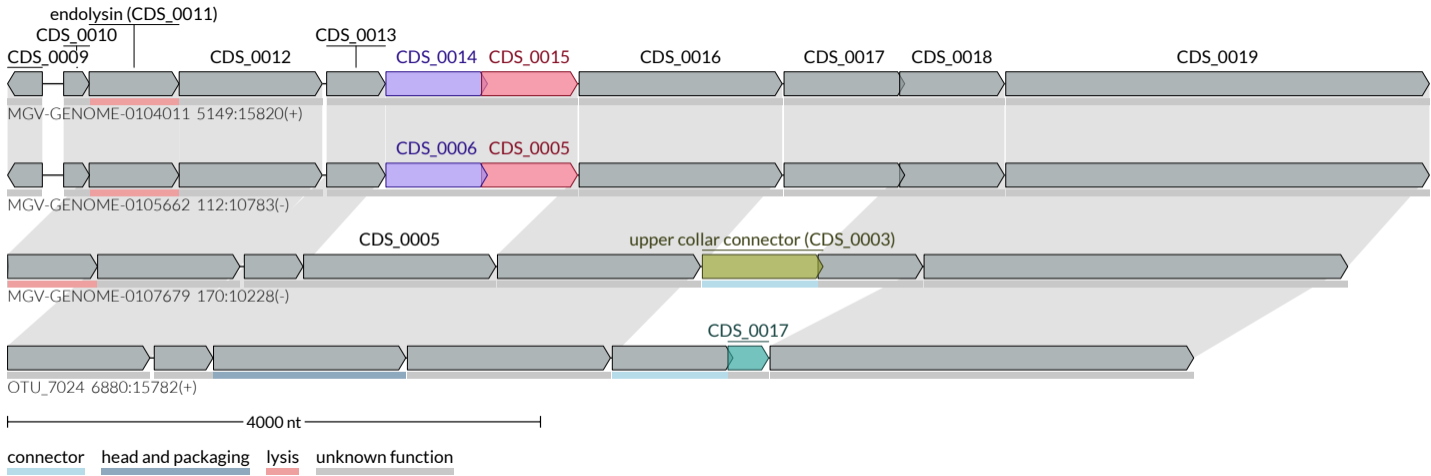 endolysin (CDS_0011)
CDS_0010 CDS_0013
CDS_0009 CDS_0012 CDS_0014 CDS_0015 CDS_0016 CDS_0017 CDS_0018 CDS_0019
MGV-GENOME-0104011 5149:15820(+)
CDS_0006 CDS_0005
MGV-GENOME-0105662 112:10783(-)
CDS_0005 upper collar connector (CDS_0003)
MGV-GENOME-0107679 170:10228(-)
CDS_0017
OTU_7024 6880:15782(+)
4000 nt
connector head and packaging lysis unknown function